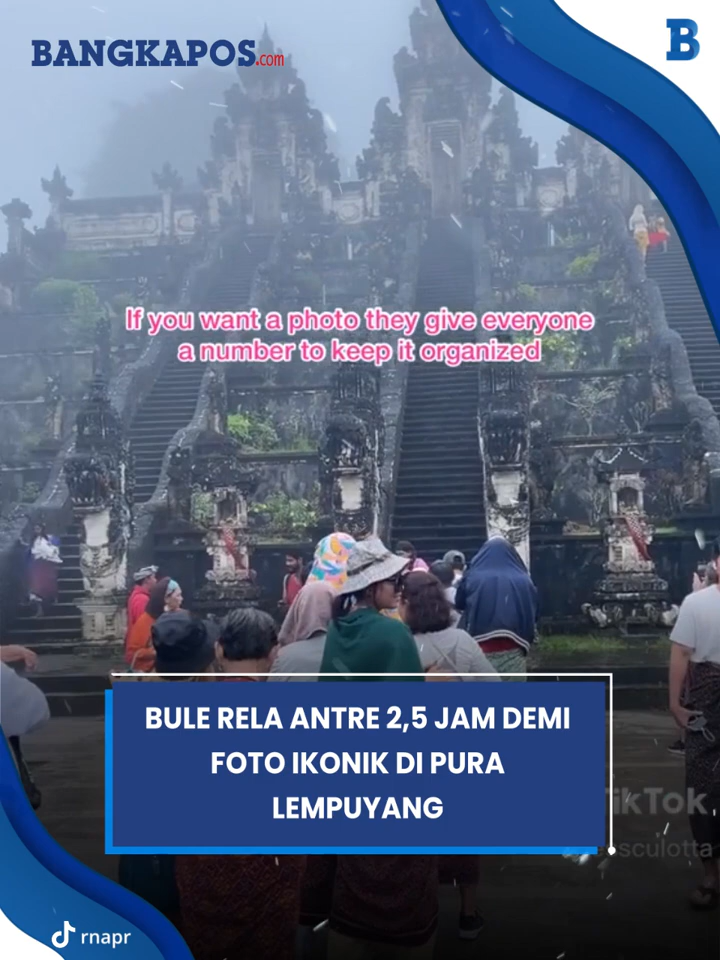 BANGKAPOS.com
B
If you want a photo they give everyone
a number to keep it organized
BULE RELA ANTRE 2,5 JAM DEMI
FOTO IKONIK DI PURA
LEMPUYANG
TikTok
sculotta
rnapr